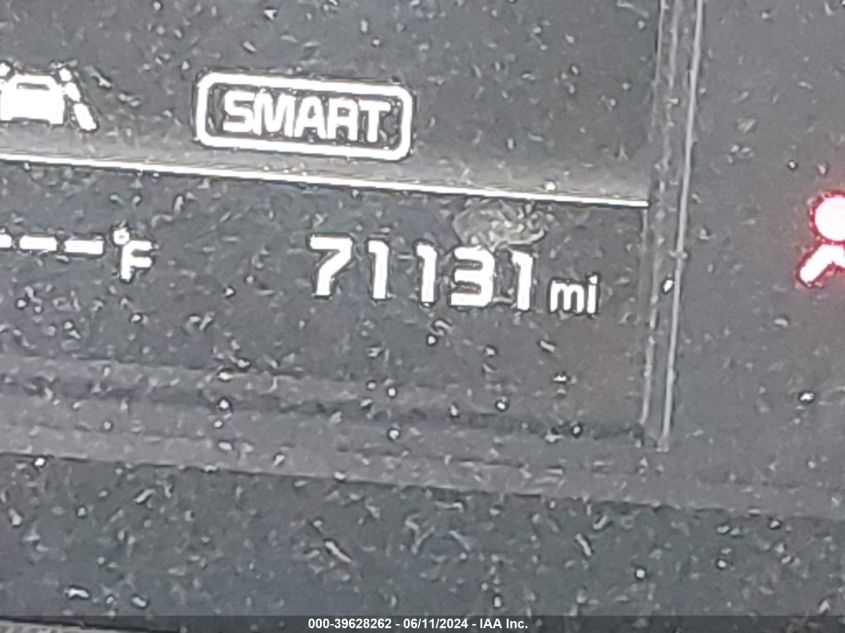 SMART
---°F 71131 mi
000-39628262 - 06/11/2024 - IAA Inc.